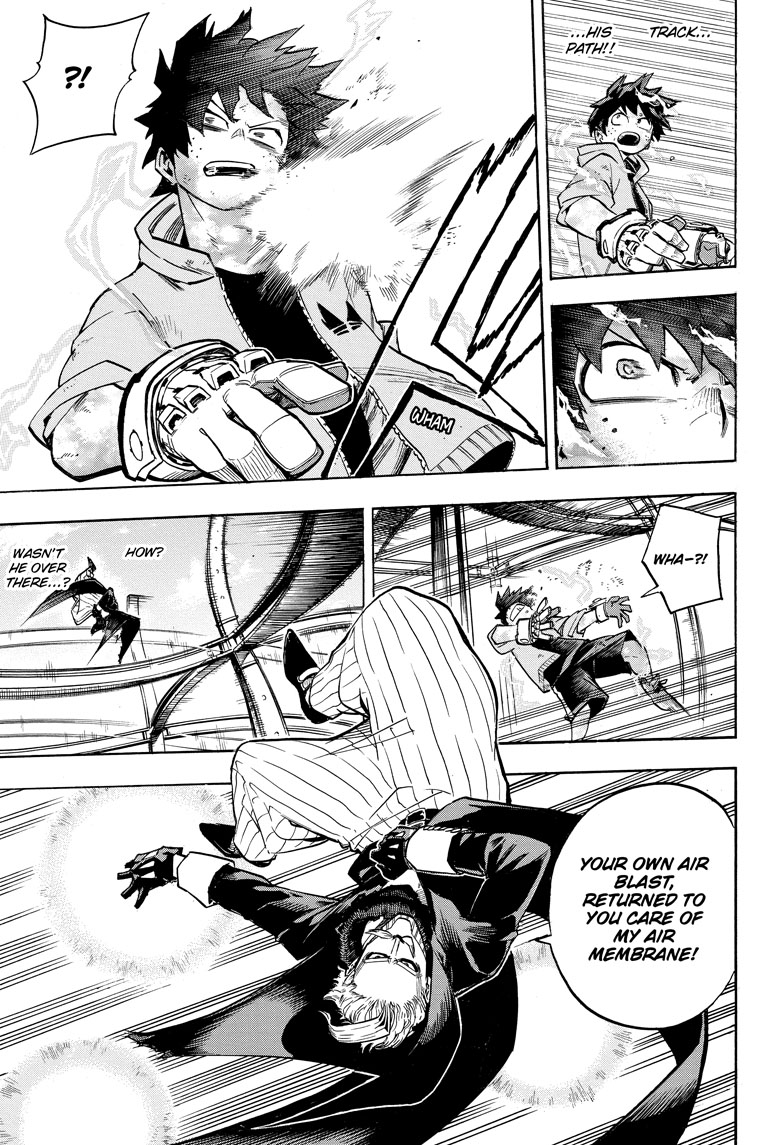 TRACK...
...HIS
PATH!!
?!
WHAM
WHA-?!
HOW?
WASN'T
HE OVER
THERE...?
YOUR OWN AIR
BLAST,
RETURNED TO
YOU CARE OF
MY AIR
MEMBRANE!